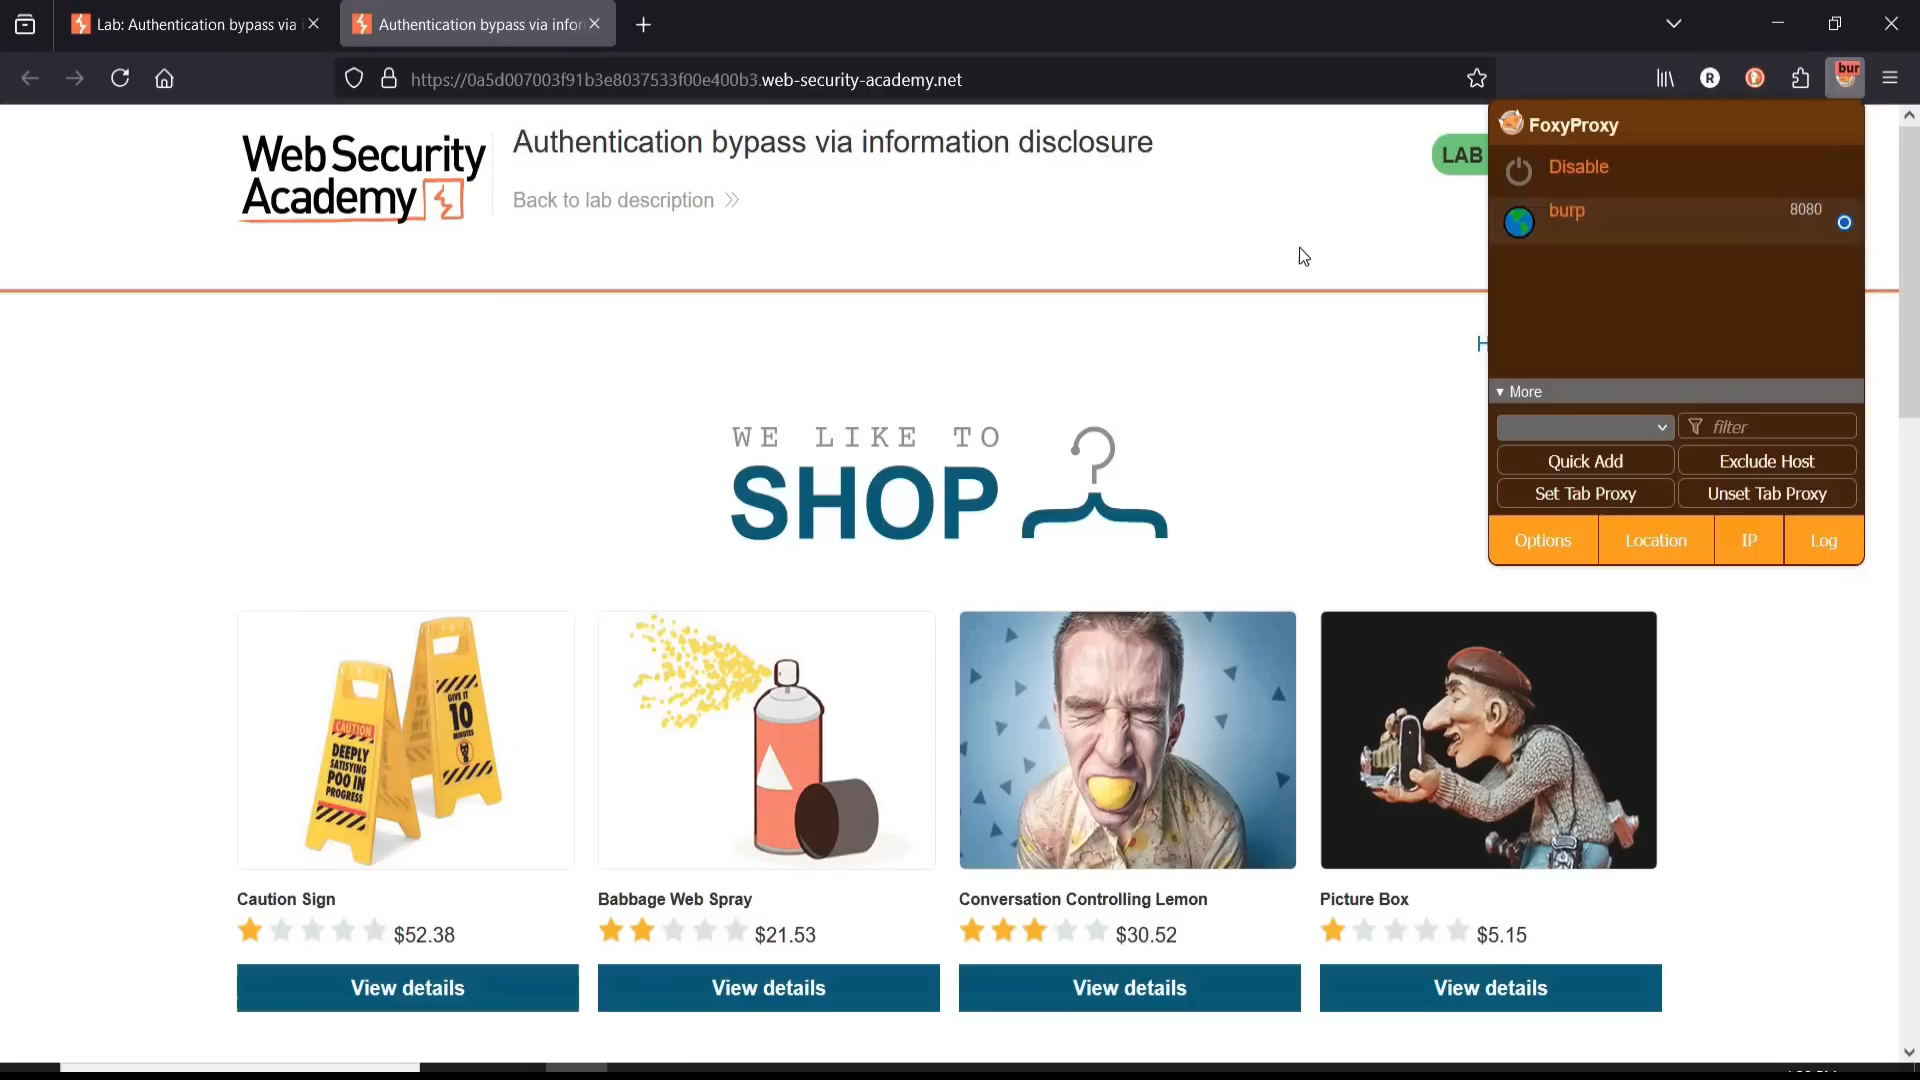 Lab: Authentication bypass via
Authentication bypass via infor
https://0a5d007003f91b3e8037533f00e400b3.web-security-academy.net
bur
R
Web Security
Academy
Authentication bypass via information disclosure
Back to lab description
LAB
FoxyProxy
Disable
burp 8080
More
filter
Quick Add Exclude Host
Set Tab Proxy Unset Tab Proxy
Options Location IP Log
H
WE LIKE TO
SHOP
CAUTION
DEEPLY
SATISFYING
POO IN
PROGRESS
GIVE IT
10
MINUTES
Caution Sign
$52.38
View details
Babbage Web Spray
$21.53
View details
Conversation Controlling Lemon
$30.52
View details
Picture Box
$5.15
View details